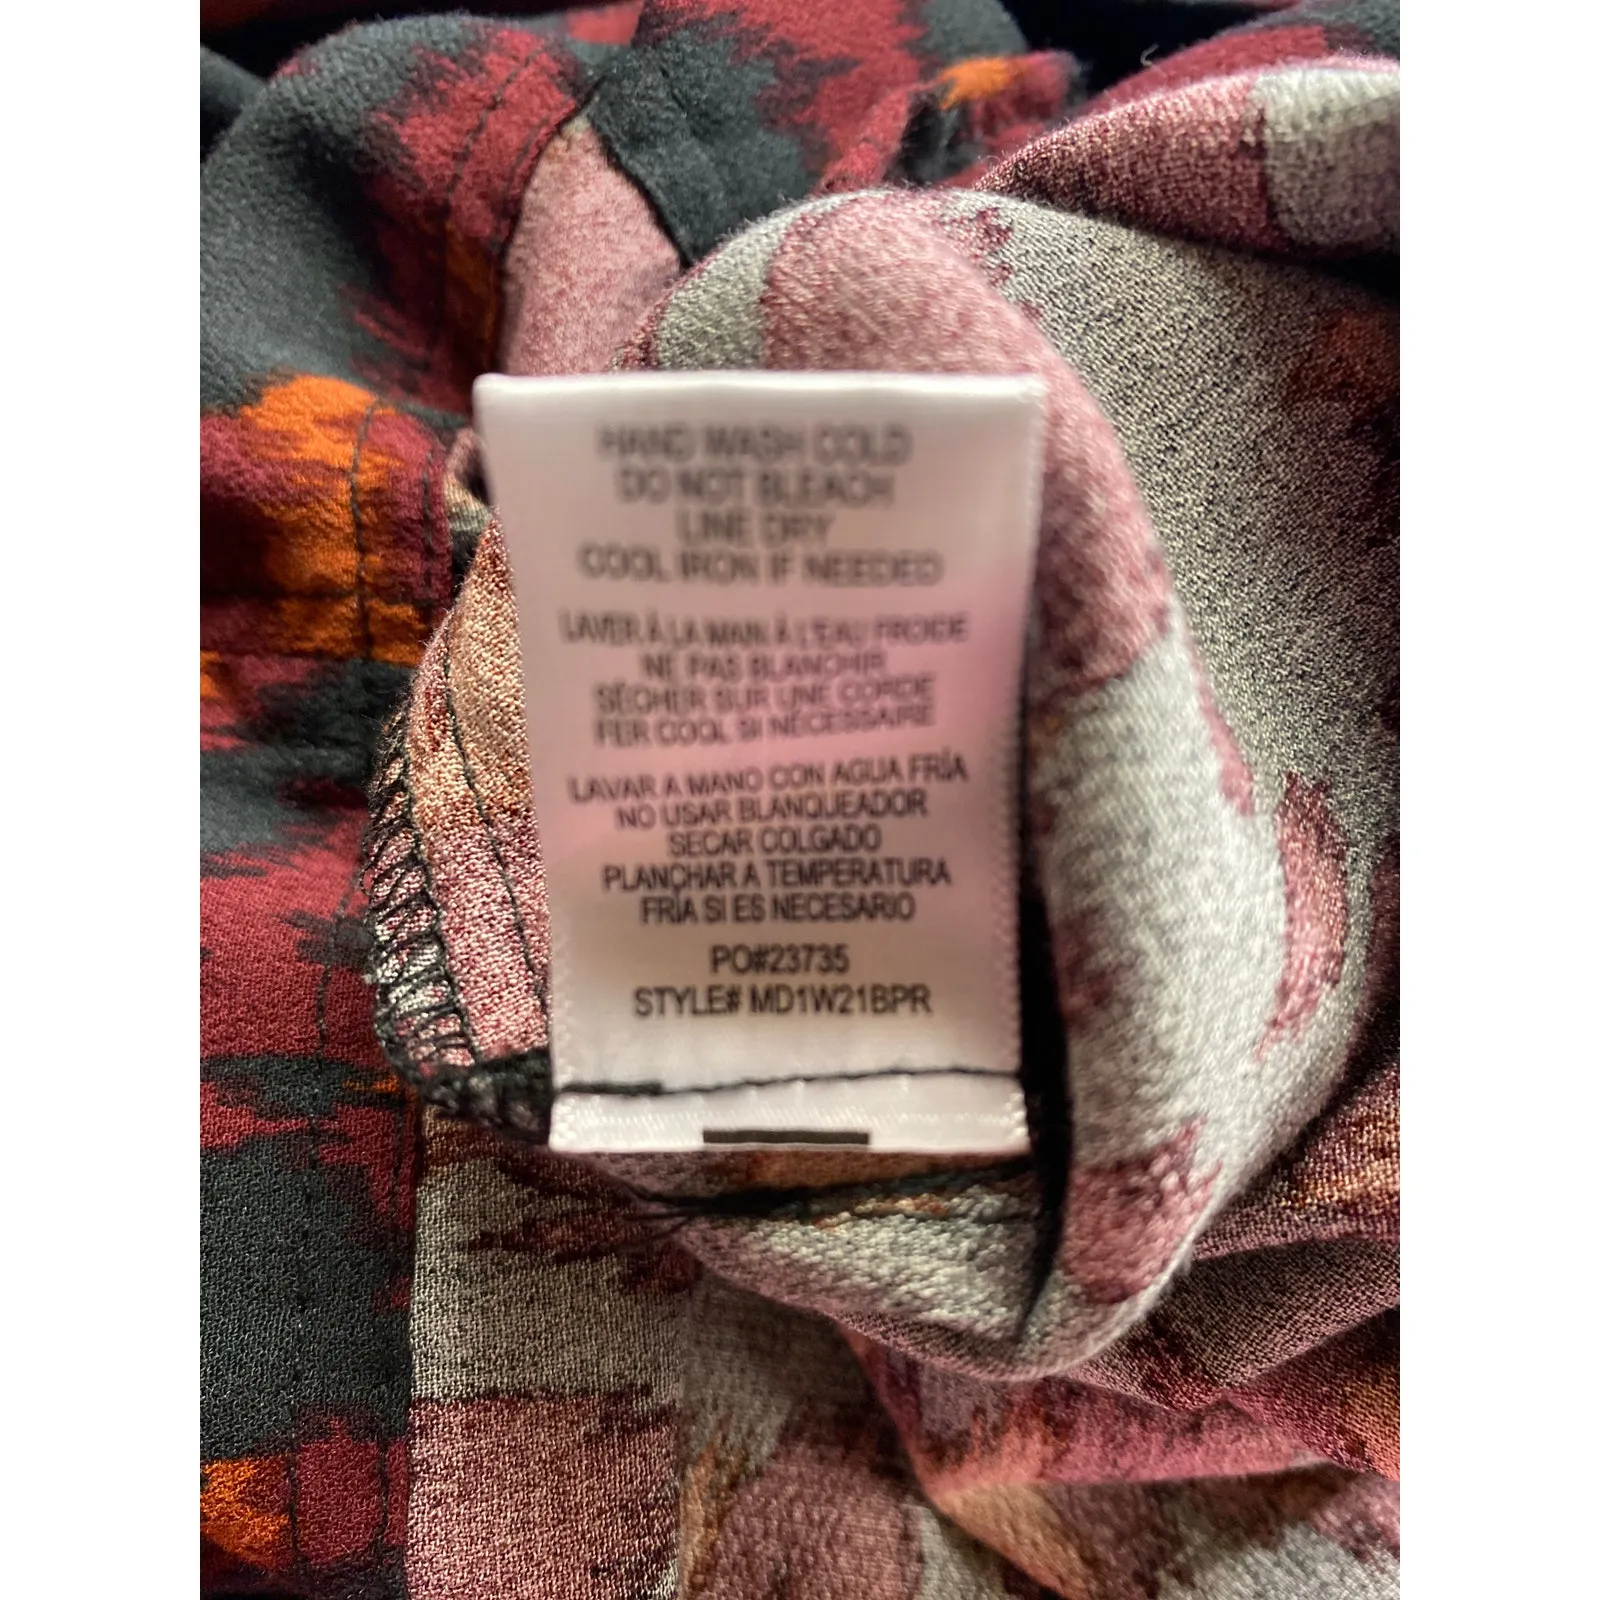 HAND WASH COLD
DO NOT BLEACH
LINE DRY
COOL IRON IF NEEDED
LAVER À LA MAIN À L'EAU FROIDE
NE PAS BLANCHIR
SÉCHER SUR UNE CORDE
FER COOL SI NÉCESSAIRE
LAVAR A MANO CON AGUA FRÍA
NO USAR BLANQUEADOR
SECAR COLGADO
PLANCHAR A TEMPERATURA
FRÍA SI ES NECESARIO
PO#23735
STYLE# MD1W21BPR